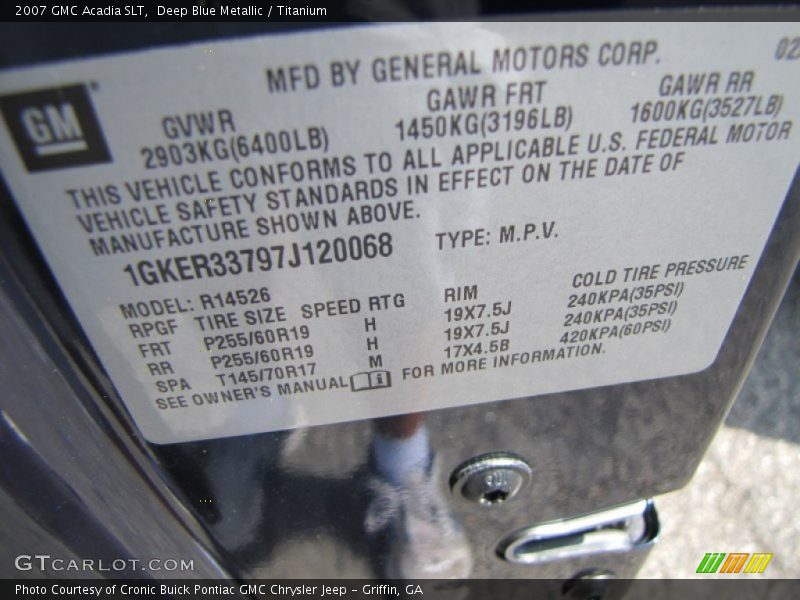 2007 GMC Acadia SLT, Deep Blue Metallic / Titanium
MFD BY GENERAL MOTORS CORP. 02
GM
GVWR GAWR FRT GAWR RR
2903KG(6400LB) 1450KG(3196LB) 1600KG(3527LB)
THIS VEHICLE CONFORMS TO ALL APPLICABLE U.S. FEDERAL MOTOR
VEHICLE SAFETY STANDARDS IN EFFECT ON THE DATE OF
MANUFACTURE SHOWN ABOVE.
1GKER33797J120068 TYPE: M.P.V.
MODEL: R14526
RPGF TIRE SIZE SPEED RTG RIM COLD TIRE PRESSURE
FRT P255/60R19 H 19X7.5J 240KPA(35PSI)
RR P255/60R19 H 19X7.5J 240KPA(35PSI)
SPA T145/70R17 M 17X4.5B 420KPA(60PSI)
SEE OWNER'S MANUAL FOR MORE INFORMATION.
GTCARLOT.COM
Photo Courtesy of Cronic Buick Pontiac GMC Chrysler Jeep - Griffin, GA